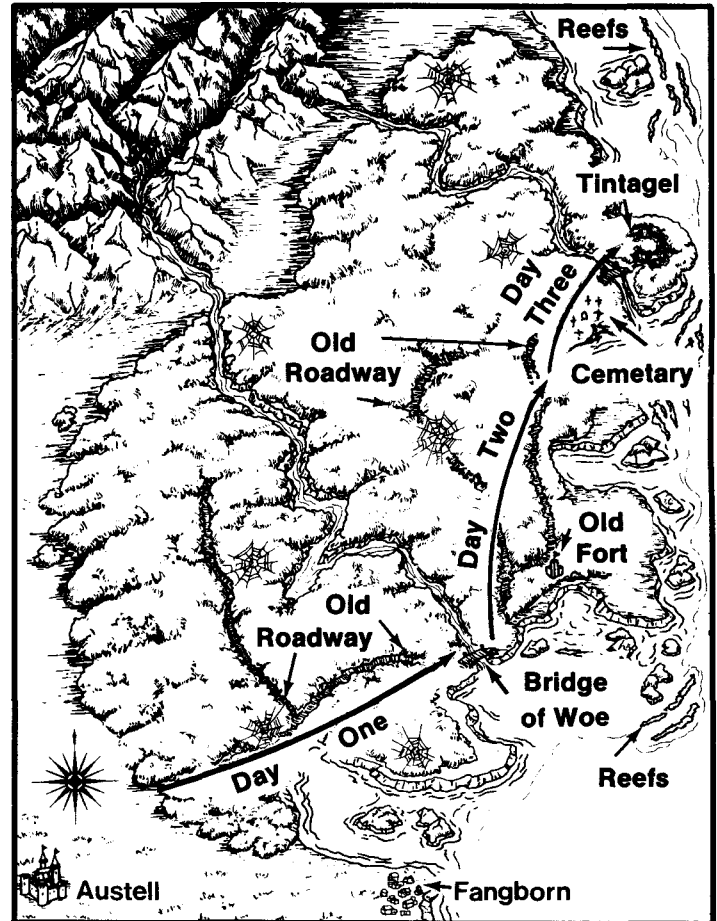 Reefs
Tintagel
Day
Three
Old
Roadway
Cemetary
Two
Day
Old
Fort
Old
Roadway
Bridge
of Woe
One
Day
Reefs
Austell
Fangborn